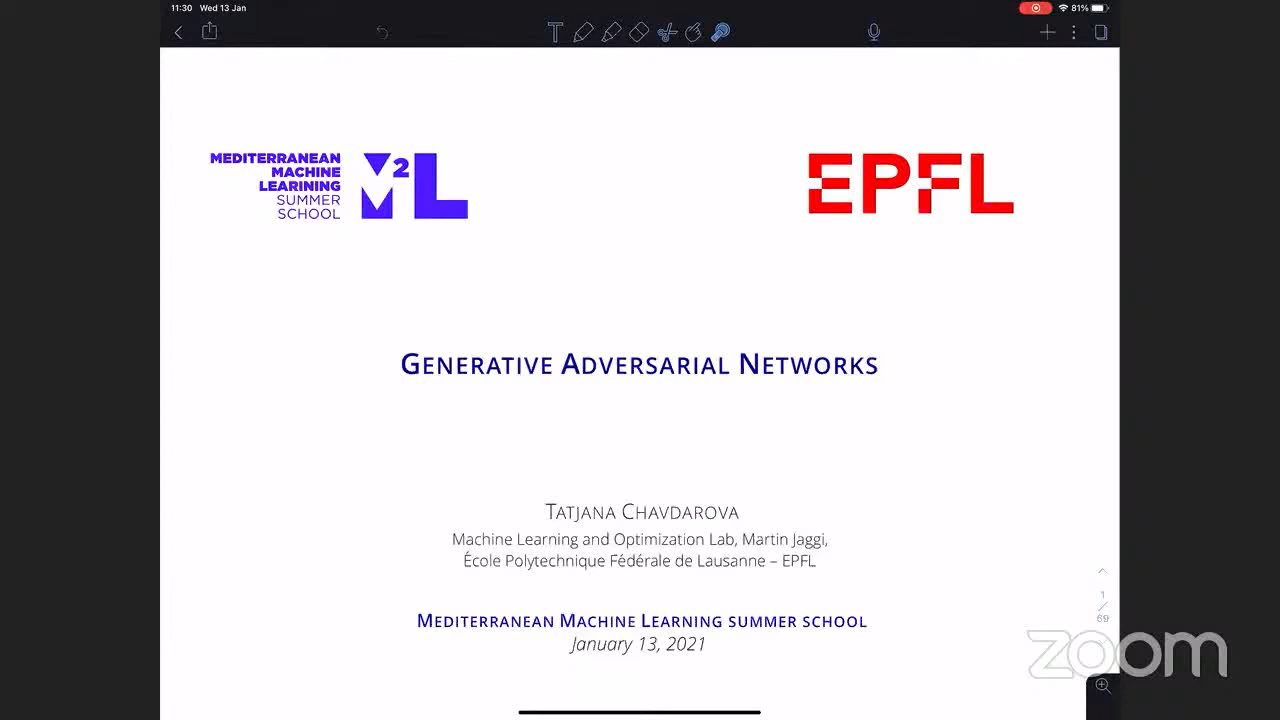 11:30 Wed 13 Jan
81%
MEDITERRANEAN
MACHINE
LEARINING
SUMMER
SCHOOL
M2L
EPFL
GENERATIVE ADVERSARIAL NETWORKS
TATJANA CHAVDAROVA
Machine Learning and Optimization Lab, Martin Jaggi,
École Polytechnique Fédérale de Lausanne – EPFL
MEDITERRANEAN MACHINE LEARNING SUMMER SCHOOL
January 13, 2021
1
/
69
zoom